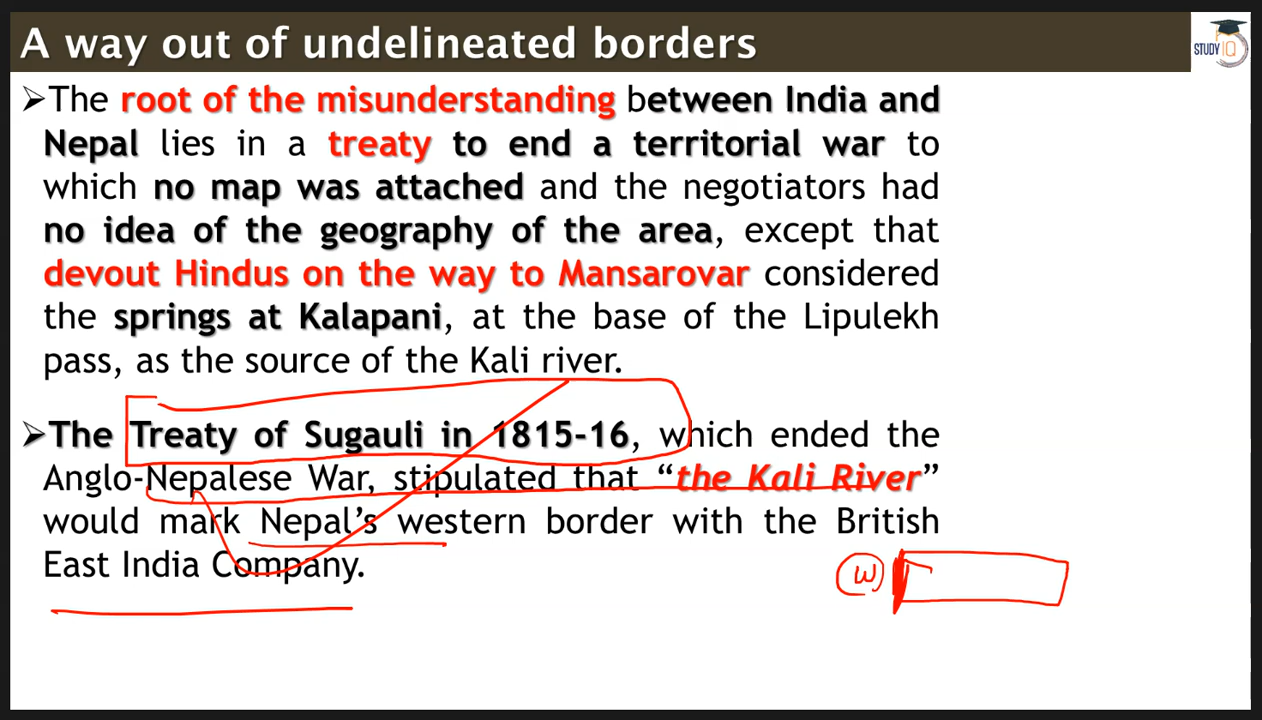 A way out of undelineated borders
STUDY IQ
➢The root of the misunderstanding between India and
Nepal lies in a treaty to end a territorial war to
which no map was attached and the negotiators had
no idea of the geography of the area, except that
devout Hindus on the way to Mansarovar considered
the springs at Kalapani, at the base of the Lipulekh
pass, as the source of the Kali river.
➢The Treaty of Sugauli in 1815-16, which ended the
Anglo-Nepalese War, stipulated that “the Kali River”
would mark Nepal’s western border with the British
East India Company.
W